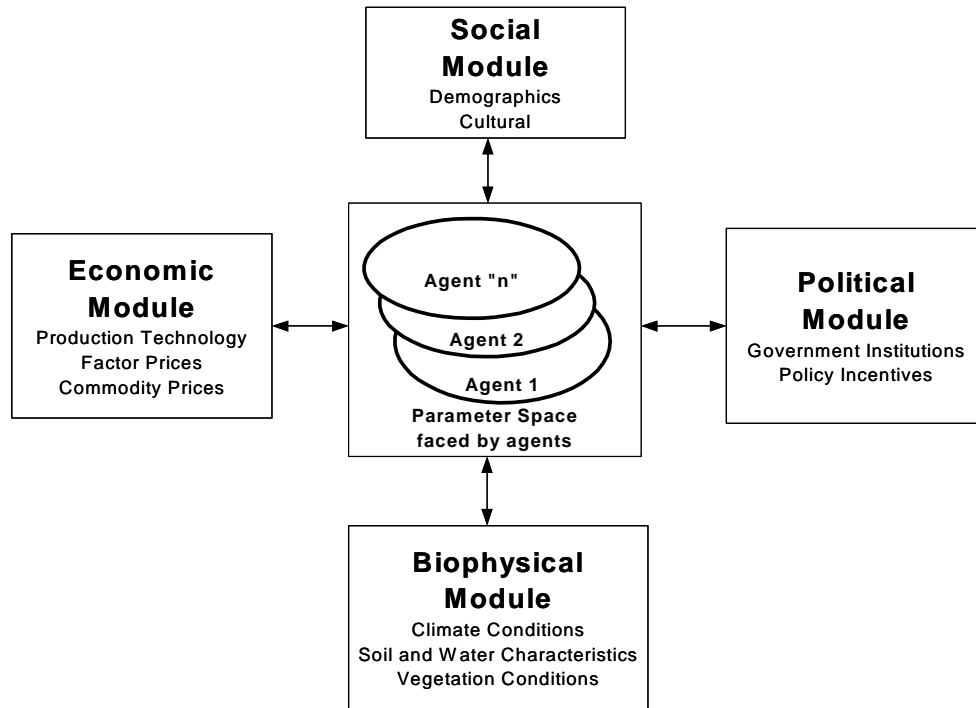 Social
Module
Demographics
Cultural
Economic
Module
Production Technology
Factor Prices
Commodity Prices
Agent "n"
Agent 2
Agent 1
Parameter Space
faced by agents
Political
Module
Government Institutions
Policy Incentives
Biophysical
Module
Climate Conditions
Soil and Water Characteristics
Vegetation Conditions